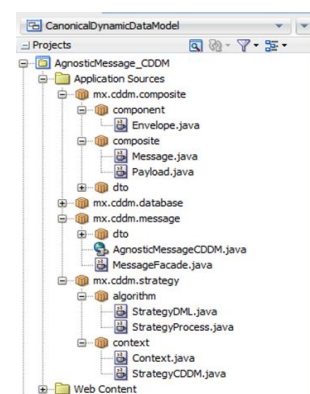 CanonicalDynamicDataModel
Projects
AgnosticMessage_CDDM
Application Sources
mx.cddm.composite
component
Envelope.java
composite
Message.java
Payload.java
dto
mx.cddm.database
mx.cddm.message
dto
AgnosticMessageCDDM.java
MessageFacade.java
mx.cddm.strategy
algorithm
StrategyDML.java
StrategyProcess.java
context
Context.java
StrategyCDDM.java
Web Content